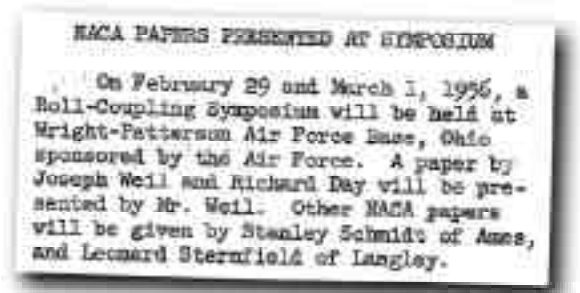 NACA PAPERS PRESENTED AT SYMPOSIUM
On February 29 and March 1, 1956, a
Roll-Coupling Symposium will be held at
Wright-Patterson Air Force Base, Ohio
sponsored by the Air Force. A paper by
Joseph Weil and Richard Day will be pre-
sented by Mr. Weil. Other NACA papers
will be given by Stanley Schmidt of Ames,
and Leonard Sternfield of Langley.